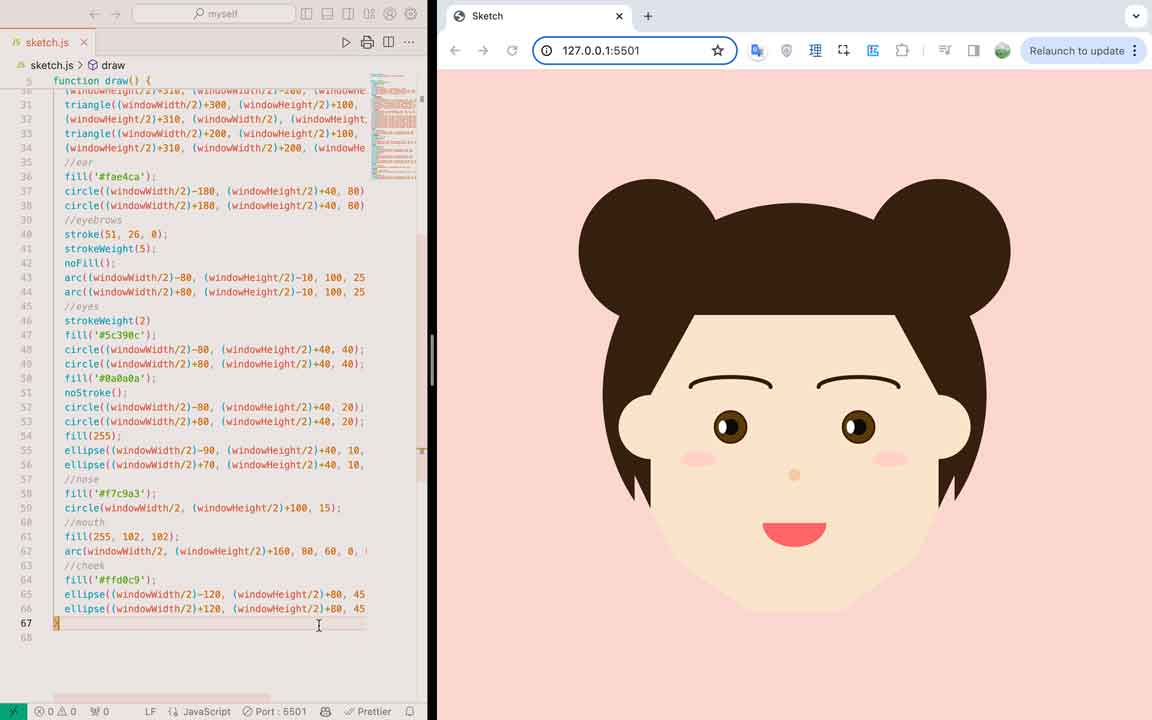 myself
JS sketch.js
JS sketch.js > draw
5 function draw() {
30 (windowHeight/2)+310, (windowWidth/2)-200, (windowHe
31 triangle((windowWidth/2)+300, (windowHeight/2)+100,
32 (windowHeight/2)+310, (windowWidth/2), (windowHeight
33 triangle((windowWidth/2)+200, (windowHeight/2)+100,
34 (windowHeight/2)+310, (windowWidth/2)+200, (windowHe
35 //ear
36 fill('#fae4ca');
37 circle((windowWidth/2)-180, (windowHeight/2)+40, 80)
38 circle((windowWidth/2)+180, (windowHeight/2)+40, 80)
39 //eyebrows
40 stroke(51, 26, 0);
41 strokeWeight(5);
42 noFill();
43 arc((windowWidth/2)-80, (windowHeight/2)-10, 100, 25
44 arc((windowWidth/2)+80, (windowHeight/2)-10, 100, 25
45 //eyes
46 strokeWeight(2)
47 fill('#5c390c');
48 circle((windowWidth/2)-80, (windowHeight/2)+40, 40);
49 circle((windowWidth/2)+80, (windowHeight/2)+40, 40);
50 fill('#0a0a0a');
51 noStroke();
52 circle((windowWidth/2)-80, (windowHeight/2)+40, 20);
53 circle((windowWidth/2)+80, (windowHeight/2)+40, 20);
54 fill(255);
55 ellipse((windowWidth/2)-90, (windowHeight/2)+40, 10,
56 ellipse((windowWidth/2)+70, (windowHeight/2)+40, 10,
57 //nose
58 fill('#f7c9a3');
59 circle(windowWidth/2, (windowHeight/2)+100, 15);
60 //mouth
61 fill(255, 102, 102);
62 arc(windowWidth/2, (windowHeight/2)+160, 80, 60, 0,
63 //cheek
64 fill('#ffd0c9');
65 ellipse((windowWidth/2)-120, (windowHeight/2)+80, 45
66 ellipse((windowWidth/2)+120, (windowHeight/2)+80, 45
67 }
68
0 0 0 LF {} JavaScript Port : 5501 Prettier
Sketch
127.0.0.1:5501
Relaunch to update